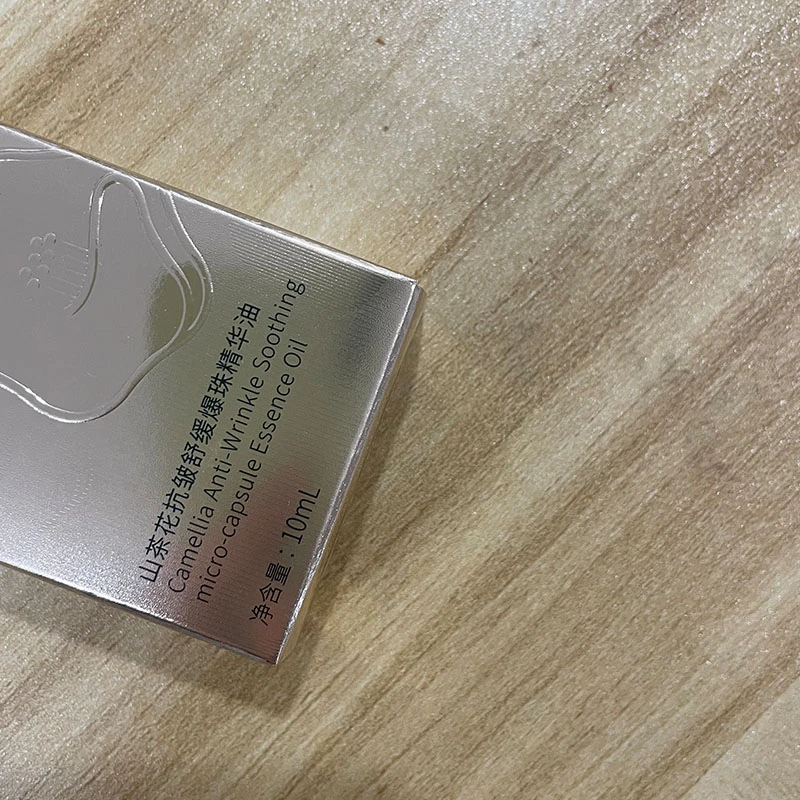 山茶花抗皱舒缓爆珠精华油
Camellia Anti-Wrinkle Soothing
micro-capsule Essence Oil
净含量：10mL